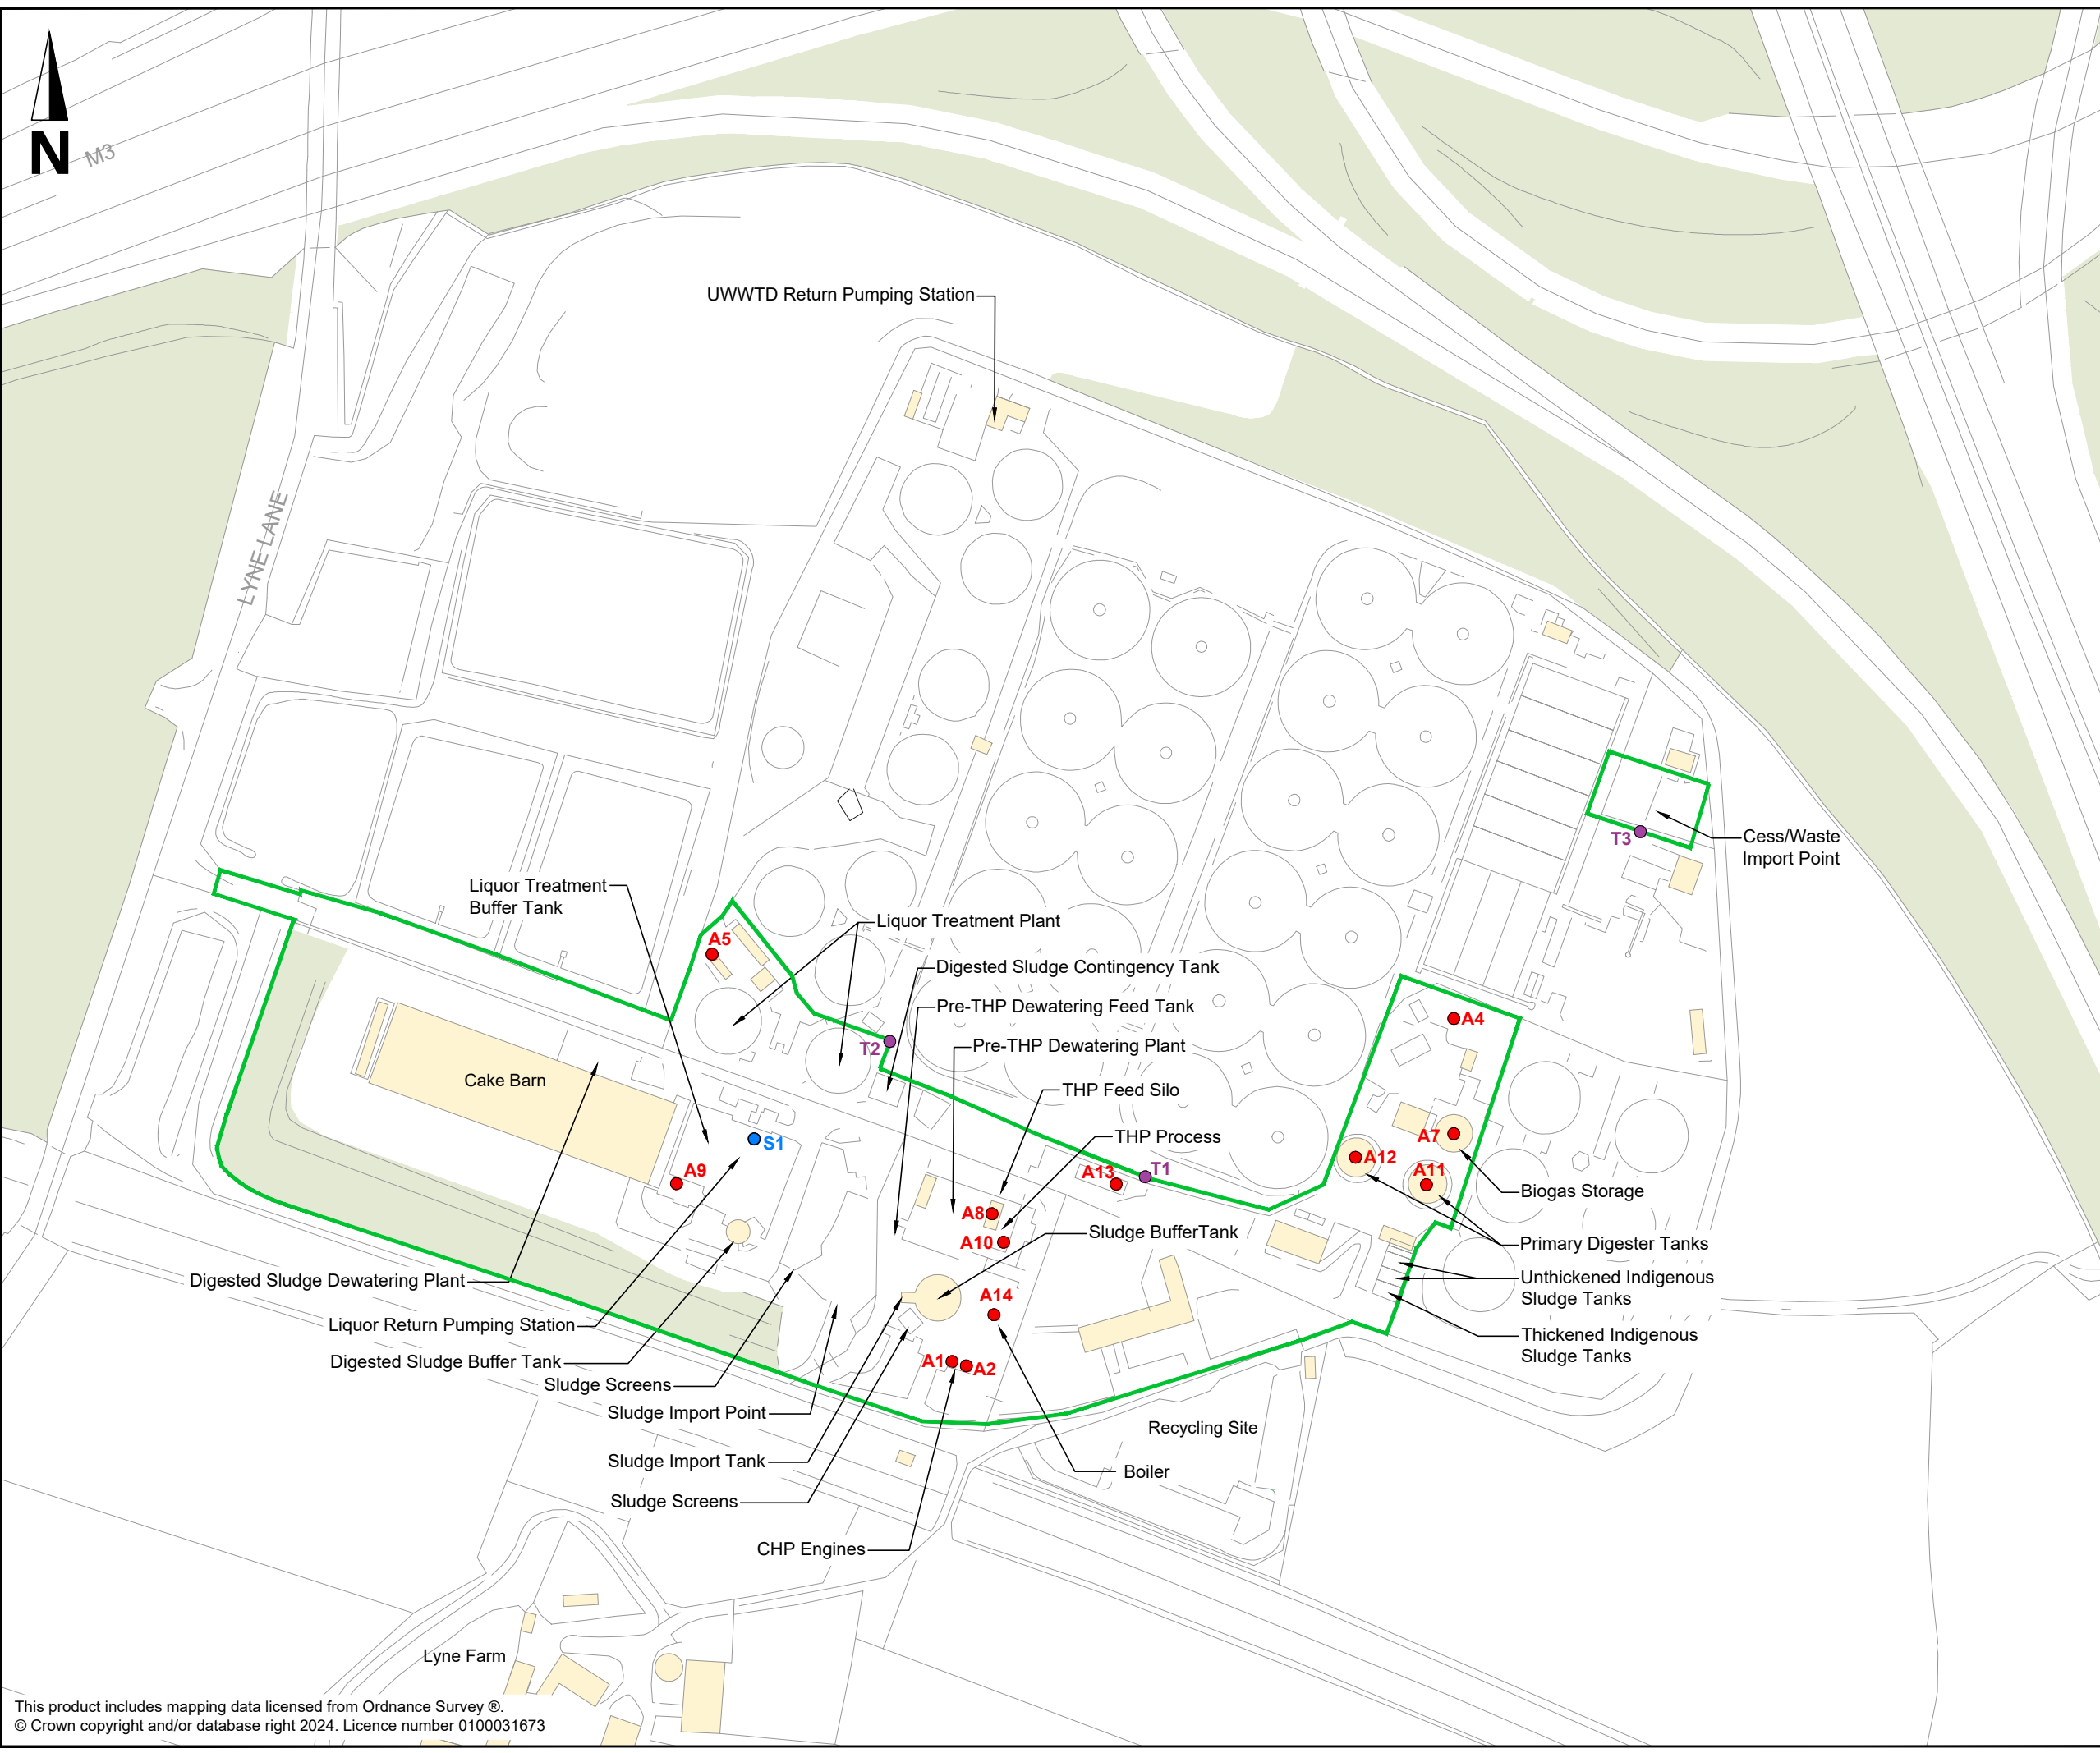 N
M3
LYNE LANE
UWWTD Return Pumping Station
T3
Cess/Waste
Import Point
Liquor Treatment
Buffer Tank
A5
Liquor Treatment Plant
Digested Sludge Contingency Tank
Pre-THP Dewatering Feed Tank
T2
Pre-THP Dewatering Plant
A4
Cake Barn
THP Feed Silo
S1
THP Process
A7
A12
A11
A9
A13
T1
Biogas Storage
A8
A10
Sludge BufferTank
Primary Digester Tanks
Digested Sludge Dewatering Plant
Unthickened Indigenous
Sludge Tanks
A14
Liquor Return Pumping Station
Thickened Indigenous
Sludge Tanks
Digested Sludge Buffer Tank
A1
A2
Sludge Screens
Sludge Import Point
Recycling Site
Sludge Import Tank
Boiler
Sludge Screens
CHP Engines
Lyne Farm
This product includes mapping data licensed from Ordnance Survey ®.
© Crown copyright and/or database right 2024. Licence number 0100031673